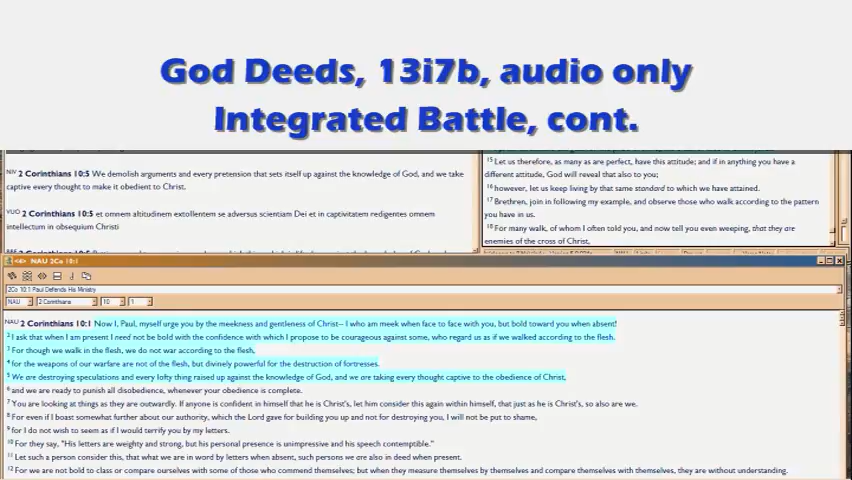 God Deeds, 13i7b, audio only
Integrated Battle, cont.
NIV 2 Corinthians 10:5 We demolish arguments and every pretension that sets itself up against the knowledge of God, and we take
captive every thought to make it obedient to Christ.
VUO 2 Corinthians 10:5 et omnem altitudinem extollentem se adversus scientiam Dei et in captivitatem redigentes omnem
intellectum in obsequium Christi
15 Let us therefore, as many as are perfect, have this attitude; and if in anything you have a
different attitude, God will reveal that also to you;
16 however, let us keep living by that same standard to which we have attained.
17 Brethren, join in following my example, and observe those who walk according to the pattern
you have in us.
18 For many walk, of whom I often told you, and now tell you even weeping, that they are
enemies of the cross of Christ,
NAU 2Co 10:1
2Co 10:1 Paul Defends His Ministry
NAU 2 Corinthians 10 1
NAU 2 Corinthians 10:1 Now I, Paul, myself urge you by the meekness and gentleness of Christ-- I who am meek when face to face with you, but bold toward you when absent!
2 I ask that when I am present I need not be bold with the confidence with which I propose to be courageous against some, who regard us as if we walked according to the flesh.
3 For though we walk in the flesh, we do not war according to the flesh,
4 for the weapons of our warfare are not of the flesh, but divinely powerful for the destruction of fortresses.
5 We are destroying speculations and every lofty thing raised up against the knowledge of God, and we are taking every thought captive to the obedience of Christ,
6 and we are ready to punish all disobedience, whenever your obedience is complete.
7 You are looking at things as they are outwardly. If anyone is confident in himself that he is Christ's, let him consider this again within himself, that just as he is Christ's, so also are we.
8 For even if I boast somewhat further about our authority, which the Lord gave for building you up and not for destroying you, I will not be put to shame,
9 for I do not wish to seem as if I would terrify you by my letters.
10 For they say, "His letters are weighty and strong, but his personal presence is unimpressive and his speech contemptible."
11 Let such a person consider this, that what we are in word by letters when absent, such persons we are also in deed when present.
12 For we are not bold to class or compare ourselves with some of those who commend themselves; but when they measure themselves by themselves and compare themselves with themselves, they are without understanding.